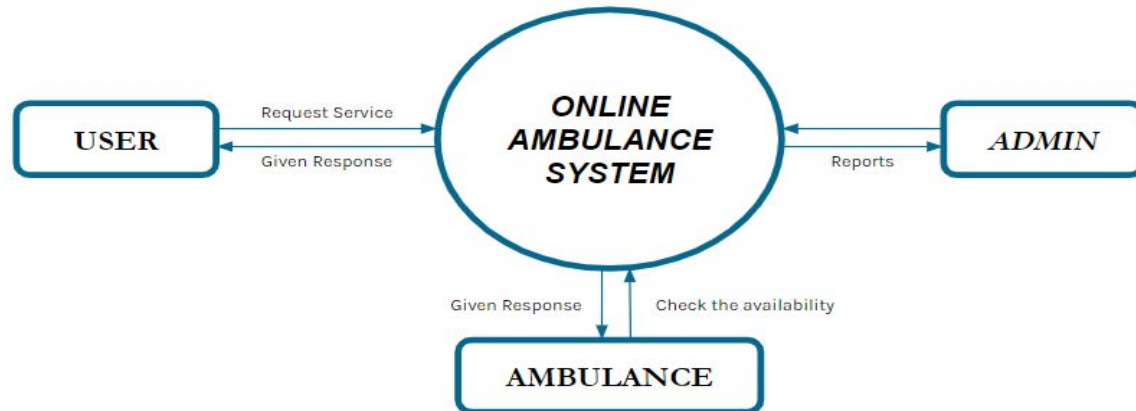 Request Service
USER
Given Response
ONLINE
AMBULANCE
SYSTEM
ADMIN
Reports
Given Response
Check the availability
AMBULANCE